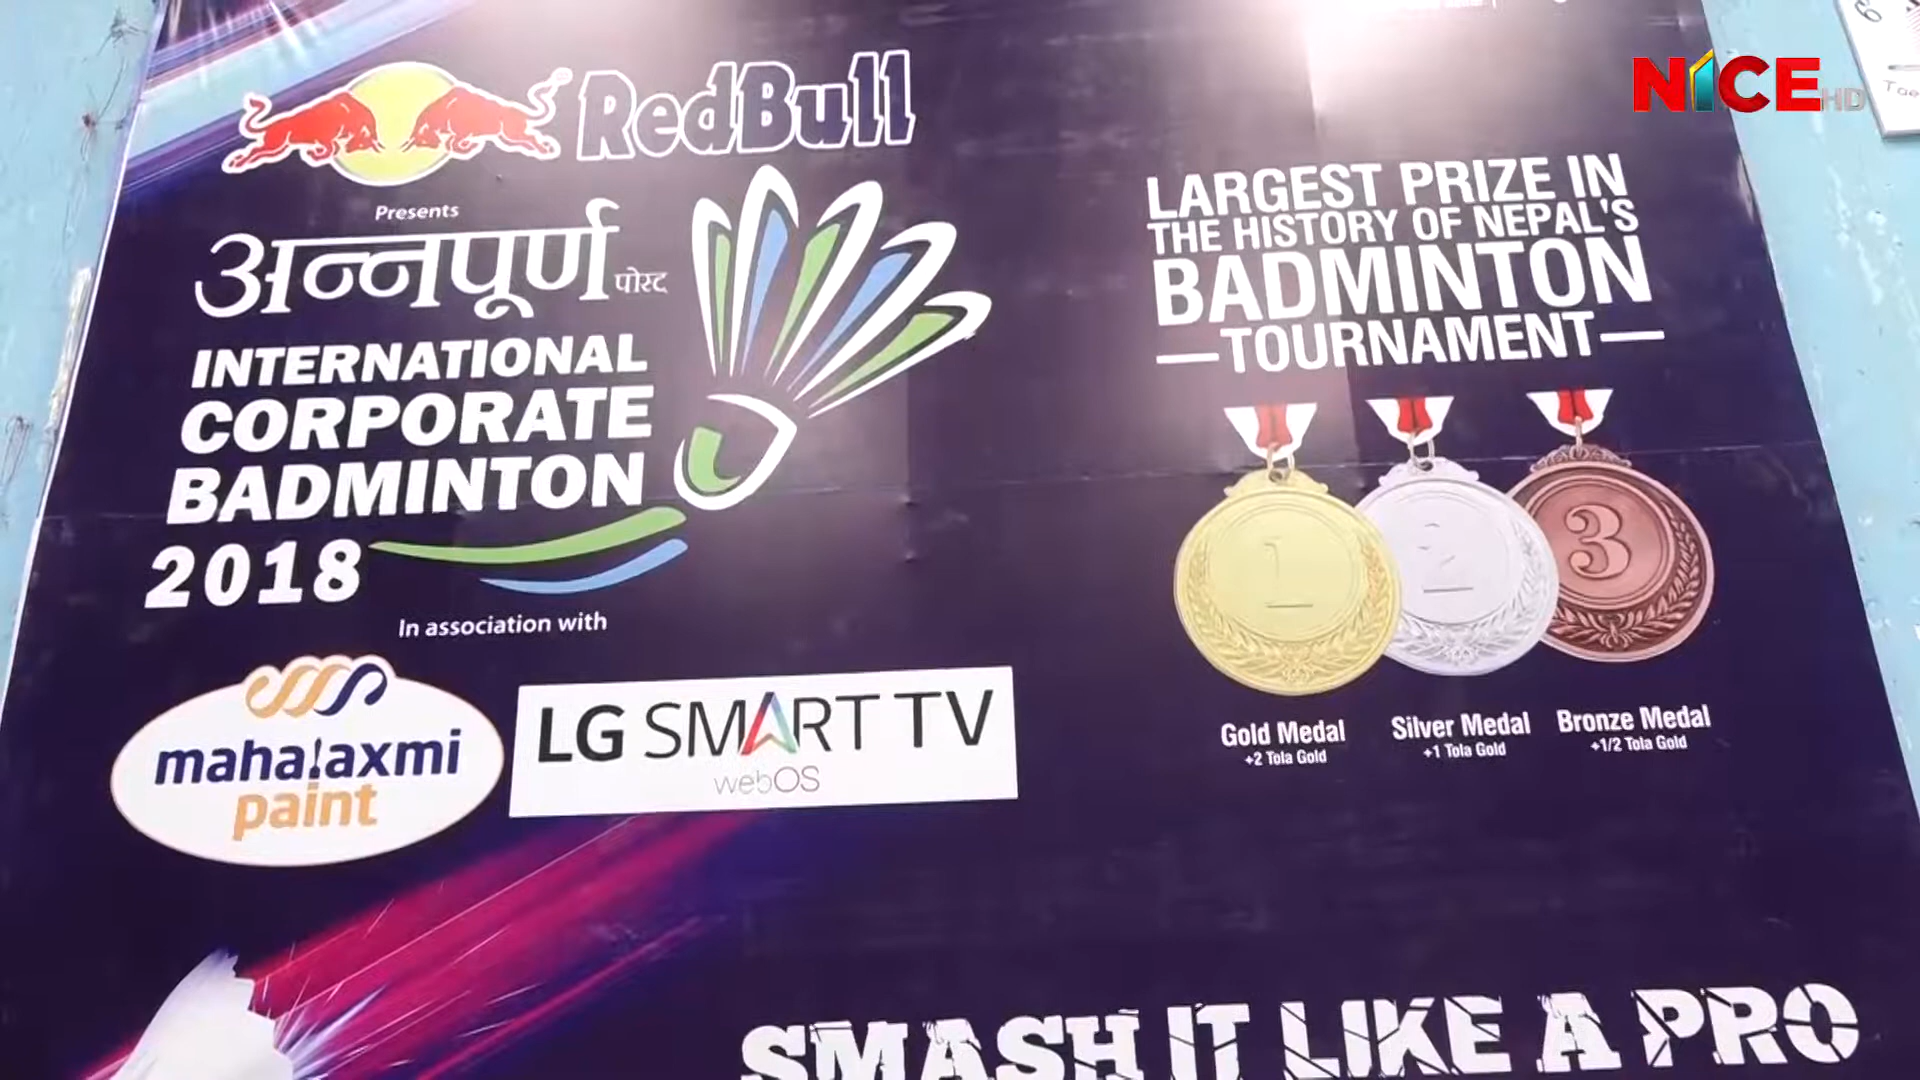 RedBull
Presents
अन्नपूर्ण पोस्ट
INTERNATIONAL
CORPORATE
BADMINTON
2018
In association with
mahalaxmi
paint
LG SMART TV
webOS
LARGEST PRIZE IN
THE HISTORY OF NEPAL'S
BADMINTON
TOURNAMENT
1
2
3
Gold Medal
+2 Tola Gold
Silver Medal
+1 Tola Gold
Bronze Medal
+1/2 Tola Gold
SMASH IT LIKE A PRO
NICE HD